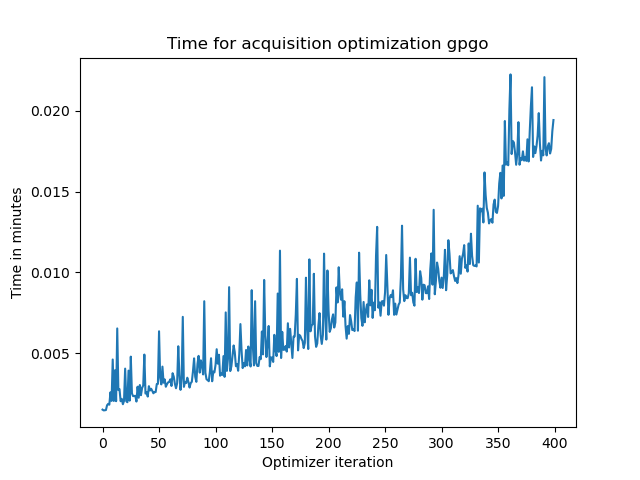 Time for acquisition optimization gpgo
0.020
0.015
0.010
0.005
Time in minutes
0 50 100 150 200 250 300 350 400
Optimizer iteration